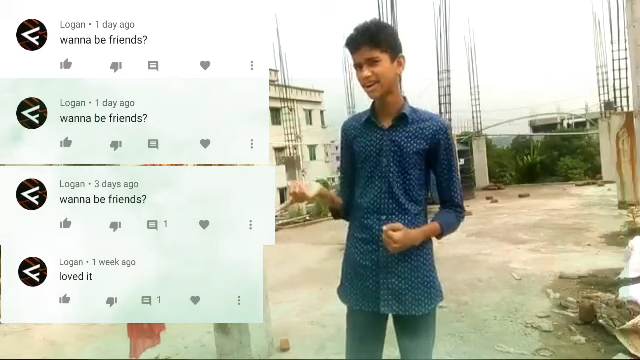 Logan • 1 day ago
wanna be friends?
Logan • 1 day ago
wanna be friends?
Logan • 3 days ago
wanna be friends?
1
Logan • 1 week ago
loved it
1